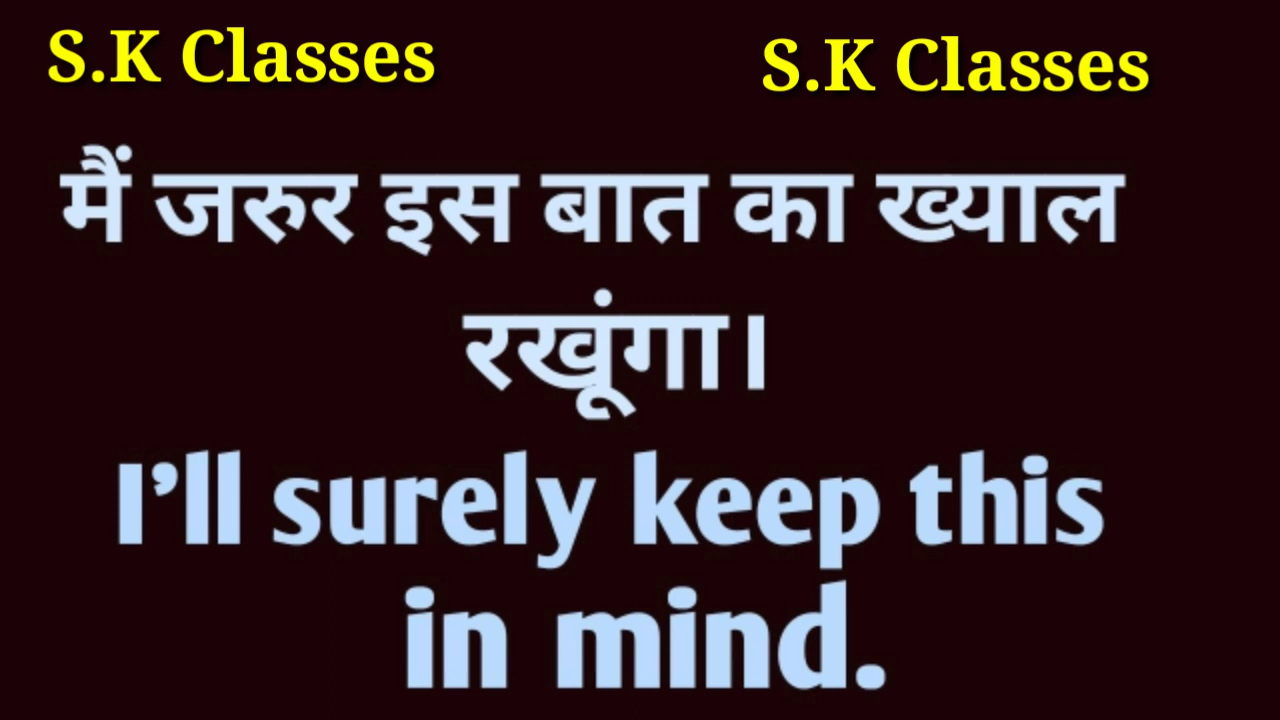 S.K Classes S.K Classes
मैं जरुर इस बात का ख्याल
रखूंगा।
I’ll surely keep this
in mind.